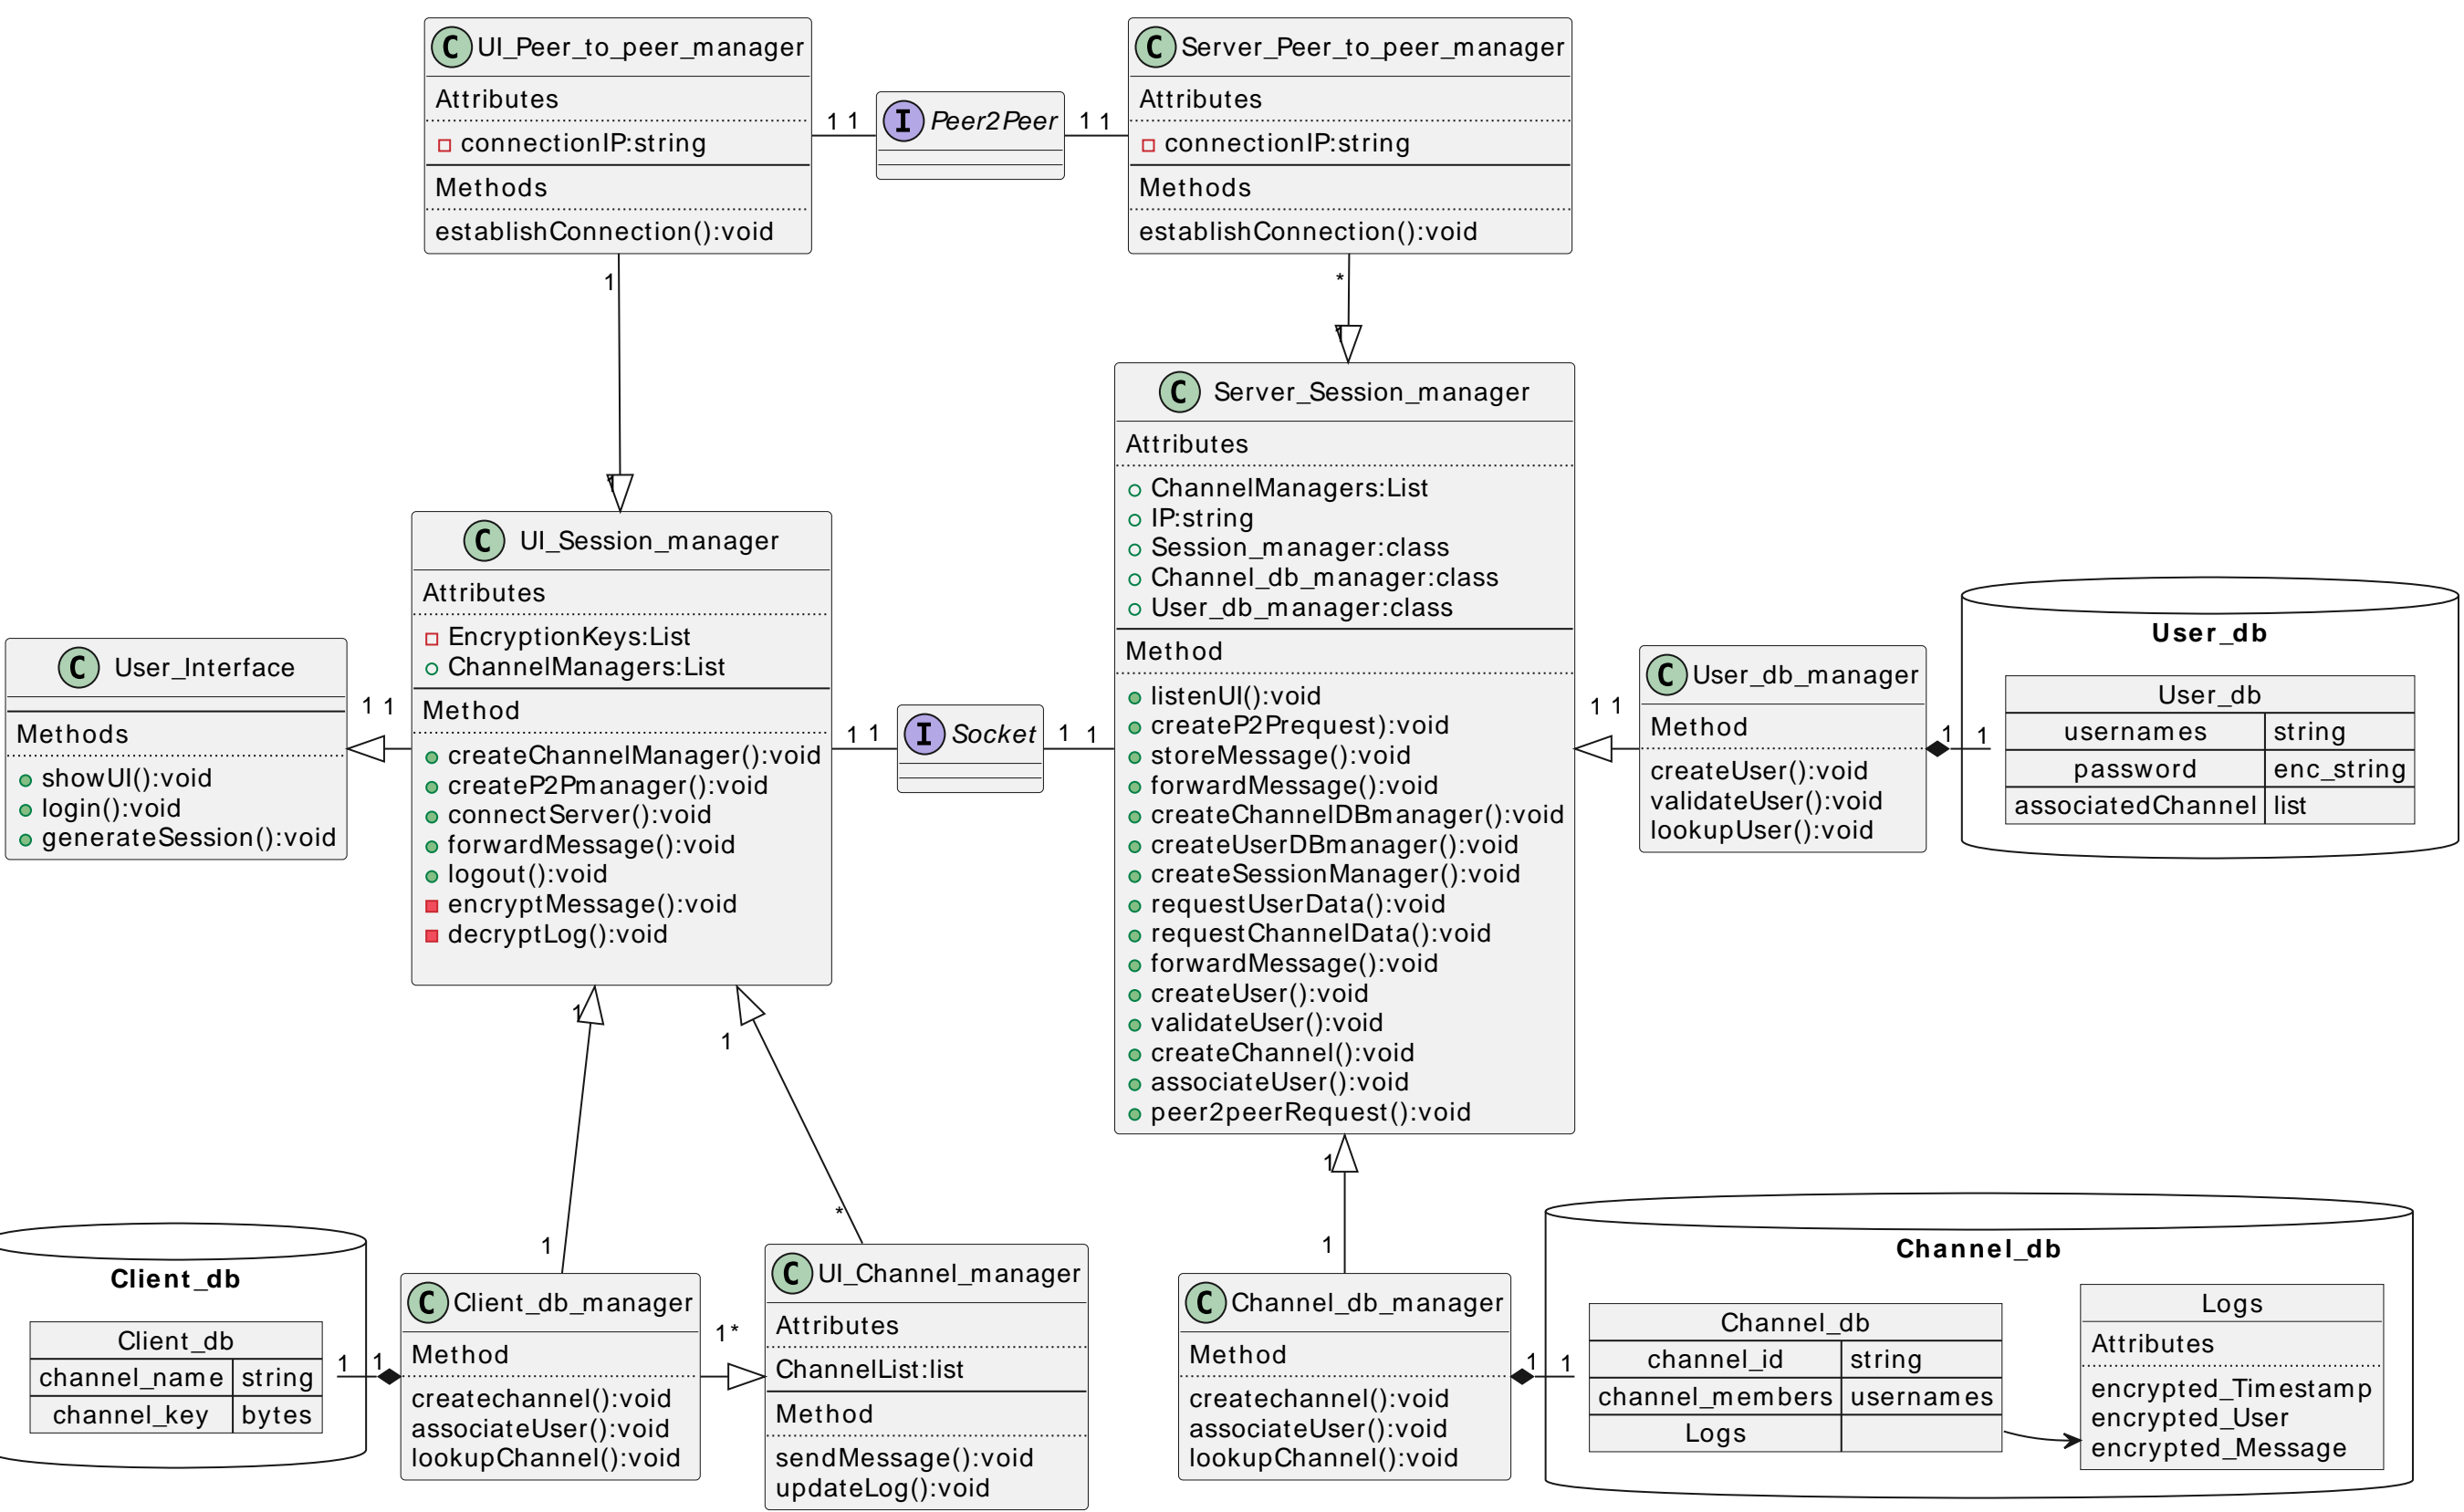 C UI_Peer_to_peer_manager
Attributes
connectionIP:string
Methods
establishConnection():void
1 1
I Peer2Peer
1 1
C Server_Peer_to_peer_manager
Attributes
connectionIP:string
Methods
establishConnection():void
1
1
*
1
C User_Interface
Methods
showUI():void
login():void
generateSession():void
1 1
C UI_Session_manager
Attributes
EncryptionKeys:List
ChannelManagers:List
Method
createChannelManager():void
createP2Pmanager():void
connectServer():void
forwardMessage():void
logout():void
encryptMessage():void
decryptLog():void
1 1
I Socket
1 1
C Server_Session_manager
Attributes
ChannelManagers:List
IP:string
Session_manager:class
Channel_db_manager:class
User_db_manager:class
Method
listenUI():void
createP2Prequest):void
storeMessage():void
forwardMessage():void
createChannelDBmanager():void
createUserDBmanager():void
createSessionManager():void
requestUserData():void
requestChannelData():void
forwardMessage():void
createUser():void
validateUser():void
createChannel():void
associateUser():void
peer2peerRequest():void
1 1
C User_db_manager
Method
createUser():void
validateUser():void
lookupUser():void
1 1
User_db
User_db
usernames string
password enc_string
associatedChannel list
1
1
1
*
1
1
Client_db
Client_db
channel_name string
channel_key bytes
1 1
C Client_db_manager
Method
createchannel():void
associateUser():void
lookupChannel():void
1 *
C UI_Channel_manager
Attributes
ChannelList:list
Method
sendMessage():void
updateLog():void
C Channel_db_manager
Method
createchannel():void
associateUser():void
lookupChannel():void
1 1
Channel_db
Channel_db
channel_id string
channel_members usernames
Logs
Logs
Attributes
encrypted_Timestamp
encrypted_User
encrypted_Message